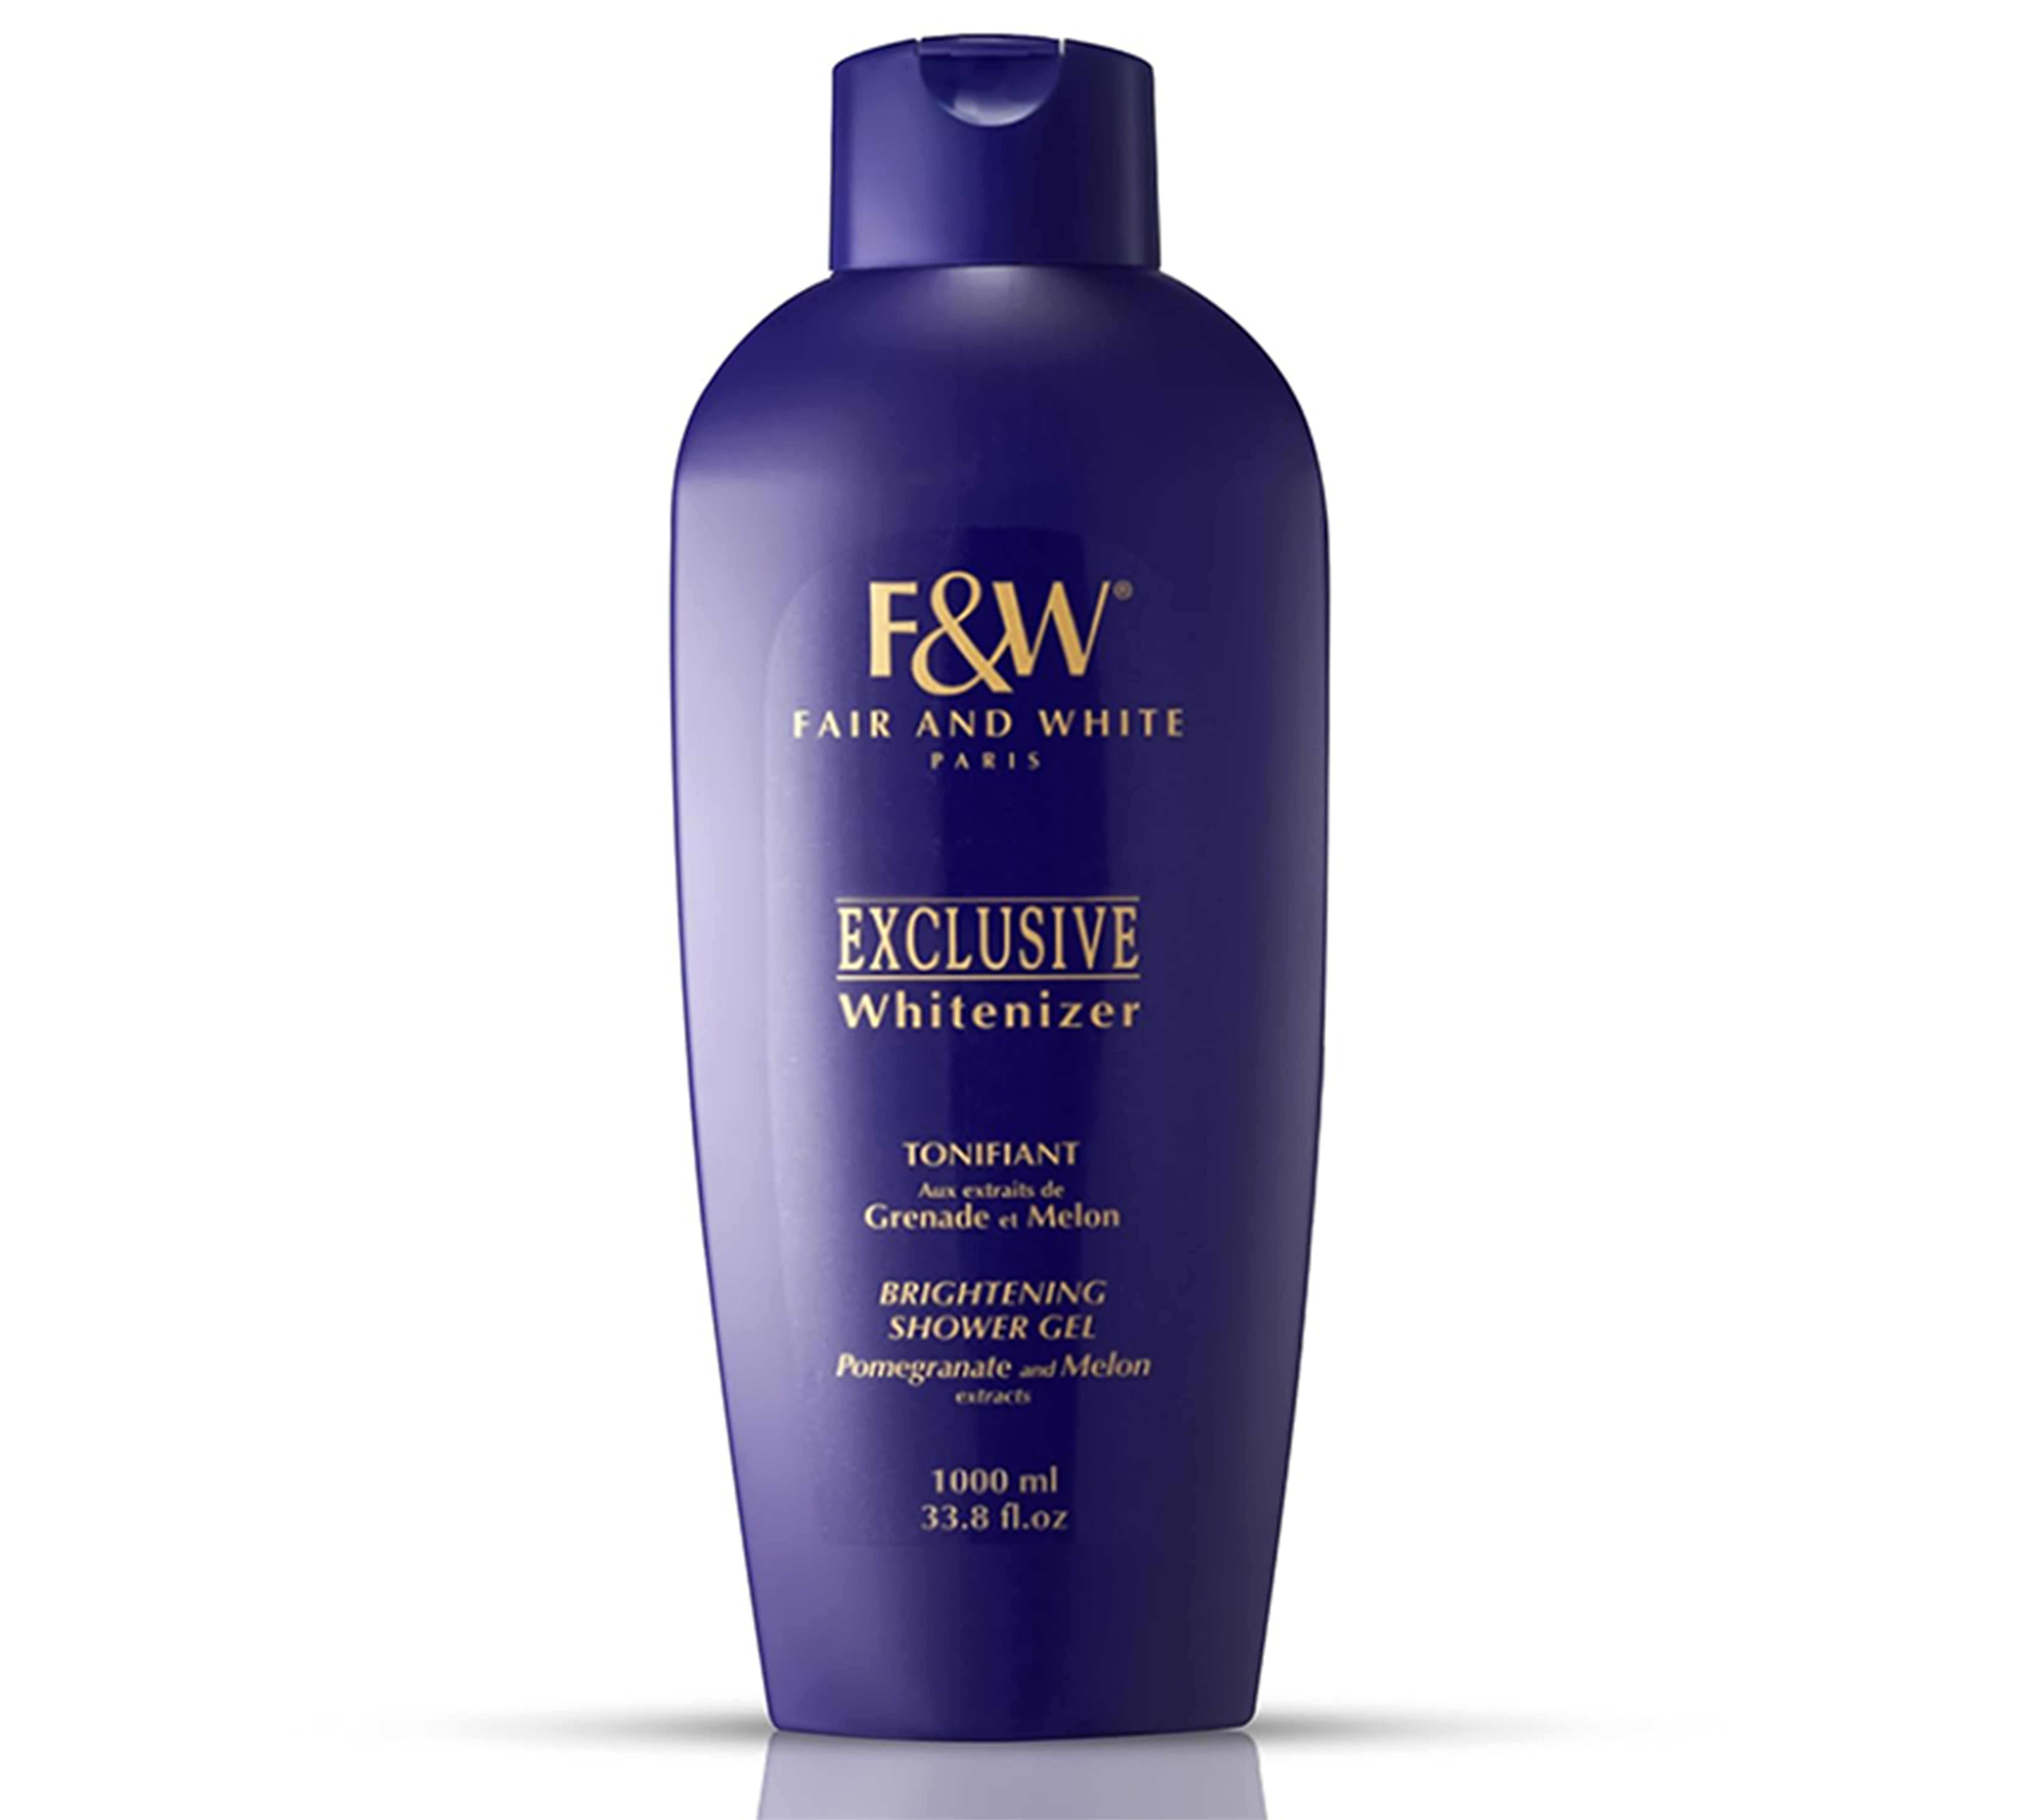 F&W®
FAIR AND WHITE
PARIS
EXCLUSIVE
Whitenizer
TONIFIANT
Aux extraits de
Grenade et Melon
BRIGHTENING
SHOWER GEL
Pomegranate and Melon
extracts
1000 ml
33.8 fl.oz